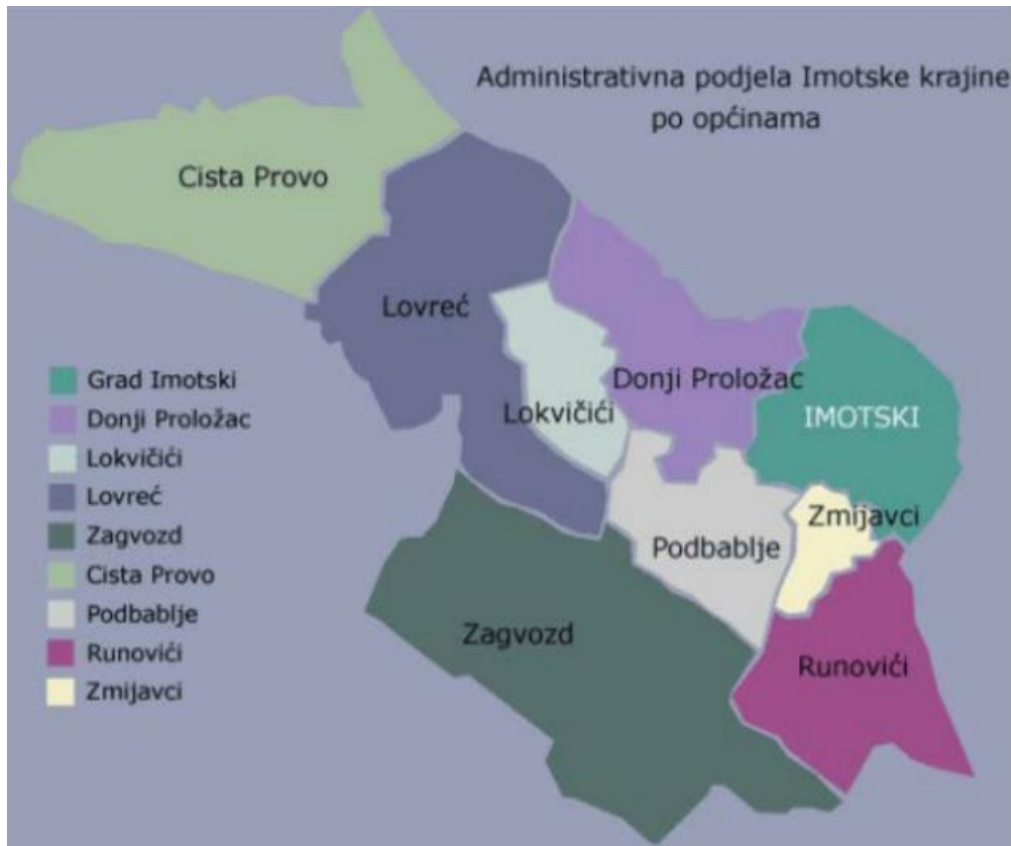 Administrativna podjela Imotske krajine
po općinama
Cista Provo
Lovreć
Donji Proložac
Lokvičići
IMOTSKI
Zmijavci
Podbablje
Zagvozd
Runovići
Grad Imotski
Donji Proložac
Lokvičići
Lovreć
Zagvozd
Cista Provo
Podbablje
Runovići
Zmijavci